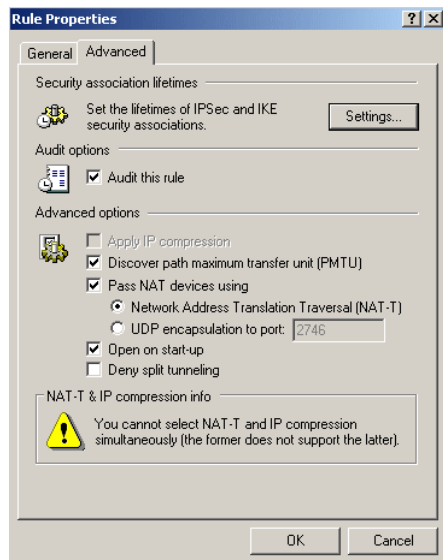 Rule Properties
General
Advanced
Security association lifetimes
Set the lifetimes of IPSec and IKE
security associations.
Settings...
Audit options
Audit this rule
Advanced options
Apply IP compression
Discover path maximum transfer unit (PMTU)
Pass NAT devices using
Network Address Translation Traversal (NAT-T)
UDP encapsulation to port: 2746
Open on start-up
Deny split tunneling
NAT-T & IP compression info
You cannot select NAT-T and IP compression
simultaneously (the former does not support the latter).
OK
Cancel